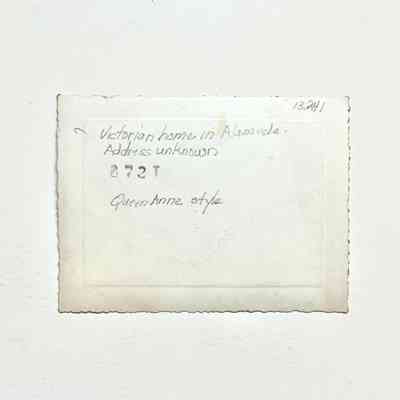 13,241
Victorian home in Alameda.
Address unknown
872T
Queen Anne style